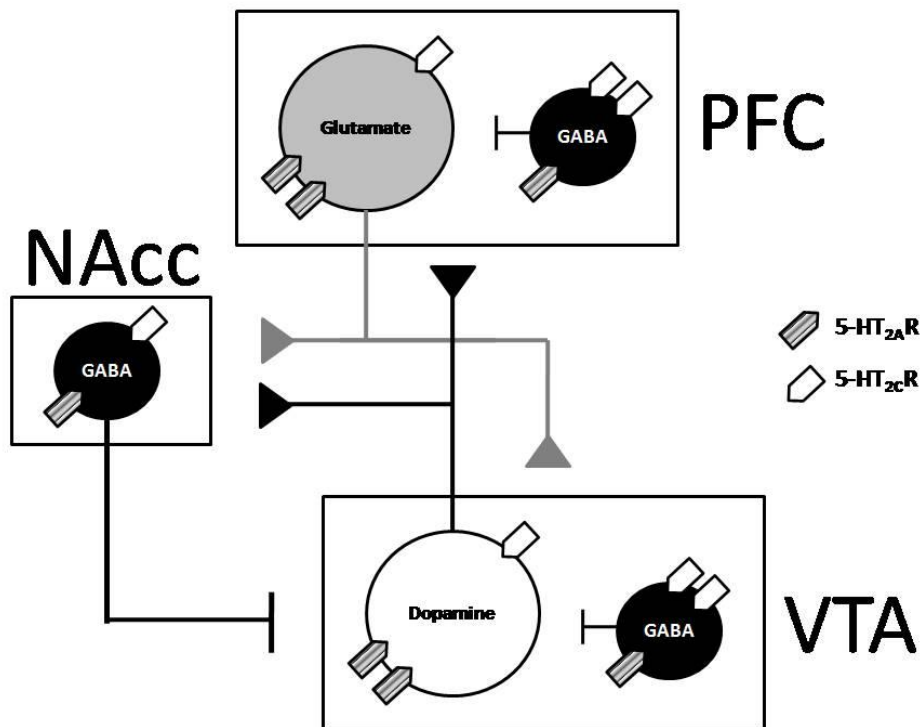 Glutamate
GABA
PFC
NAcc
GABA
5-HT2AR
5-HT2CR
Dopamine
GABA
VTA